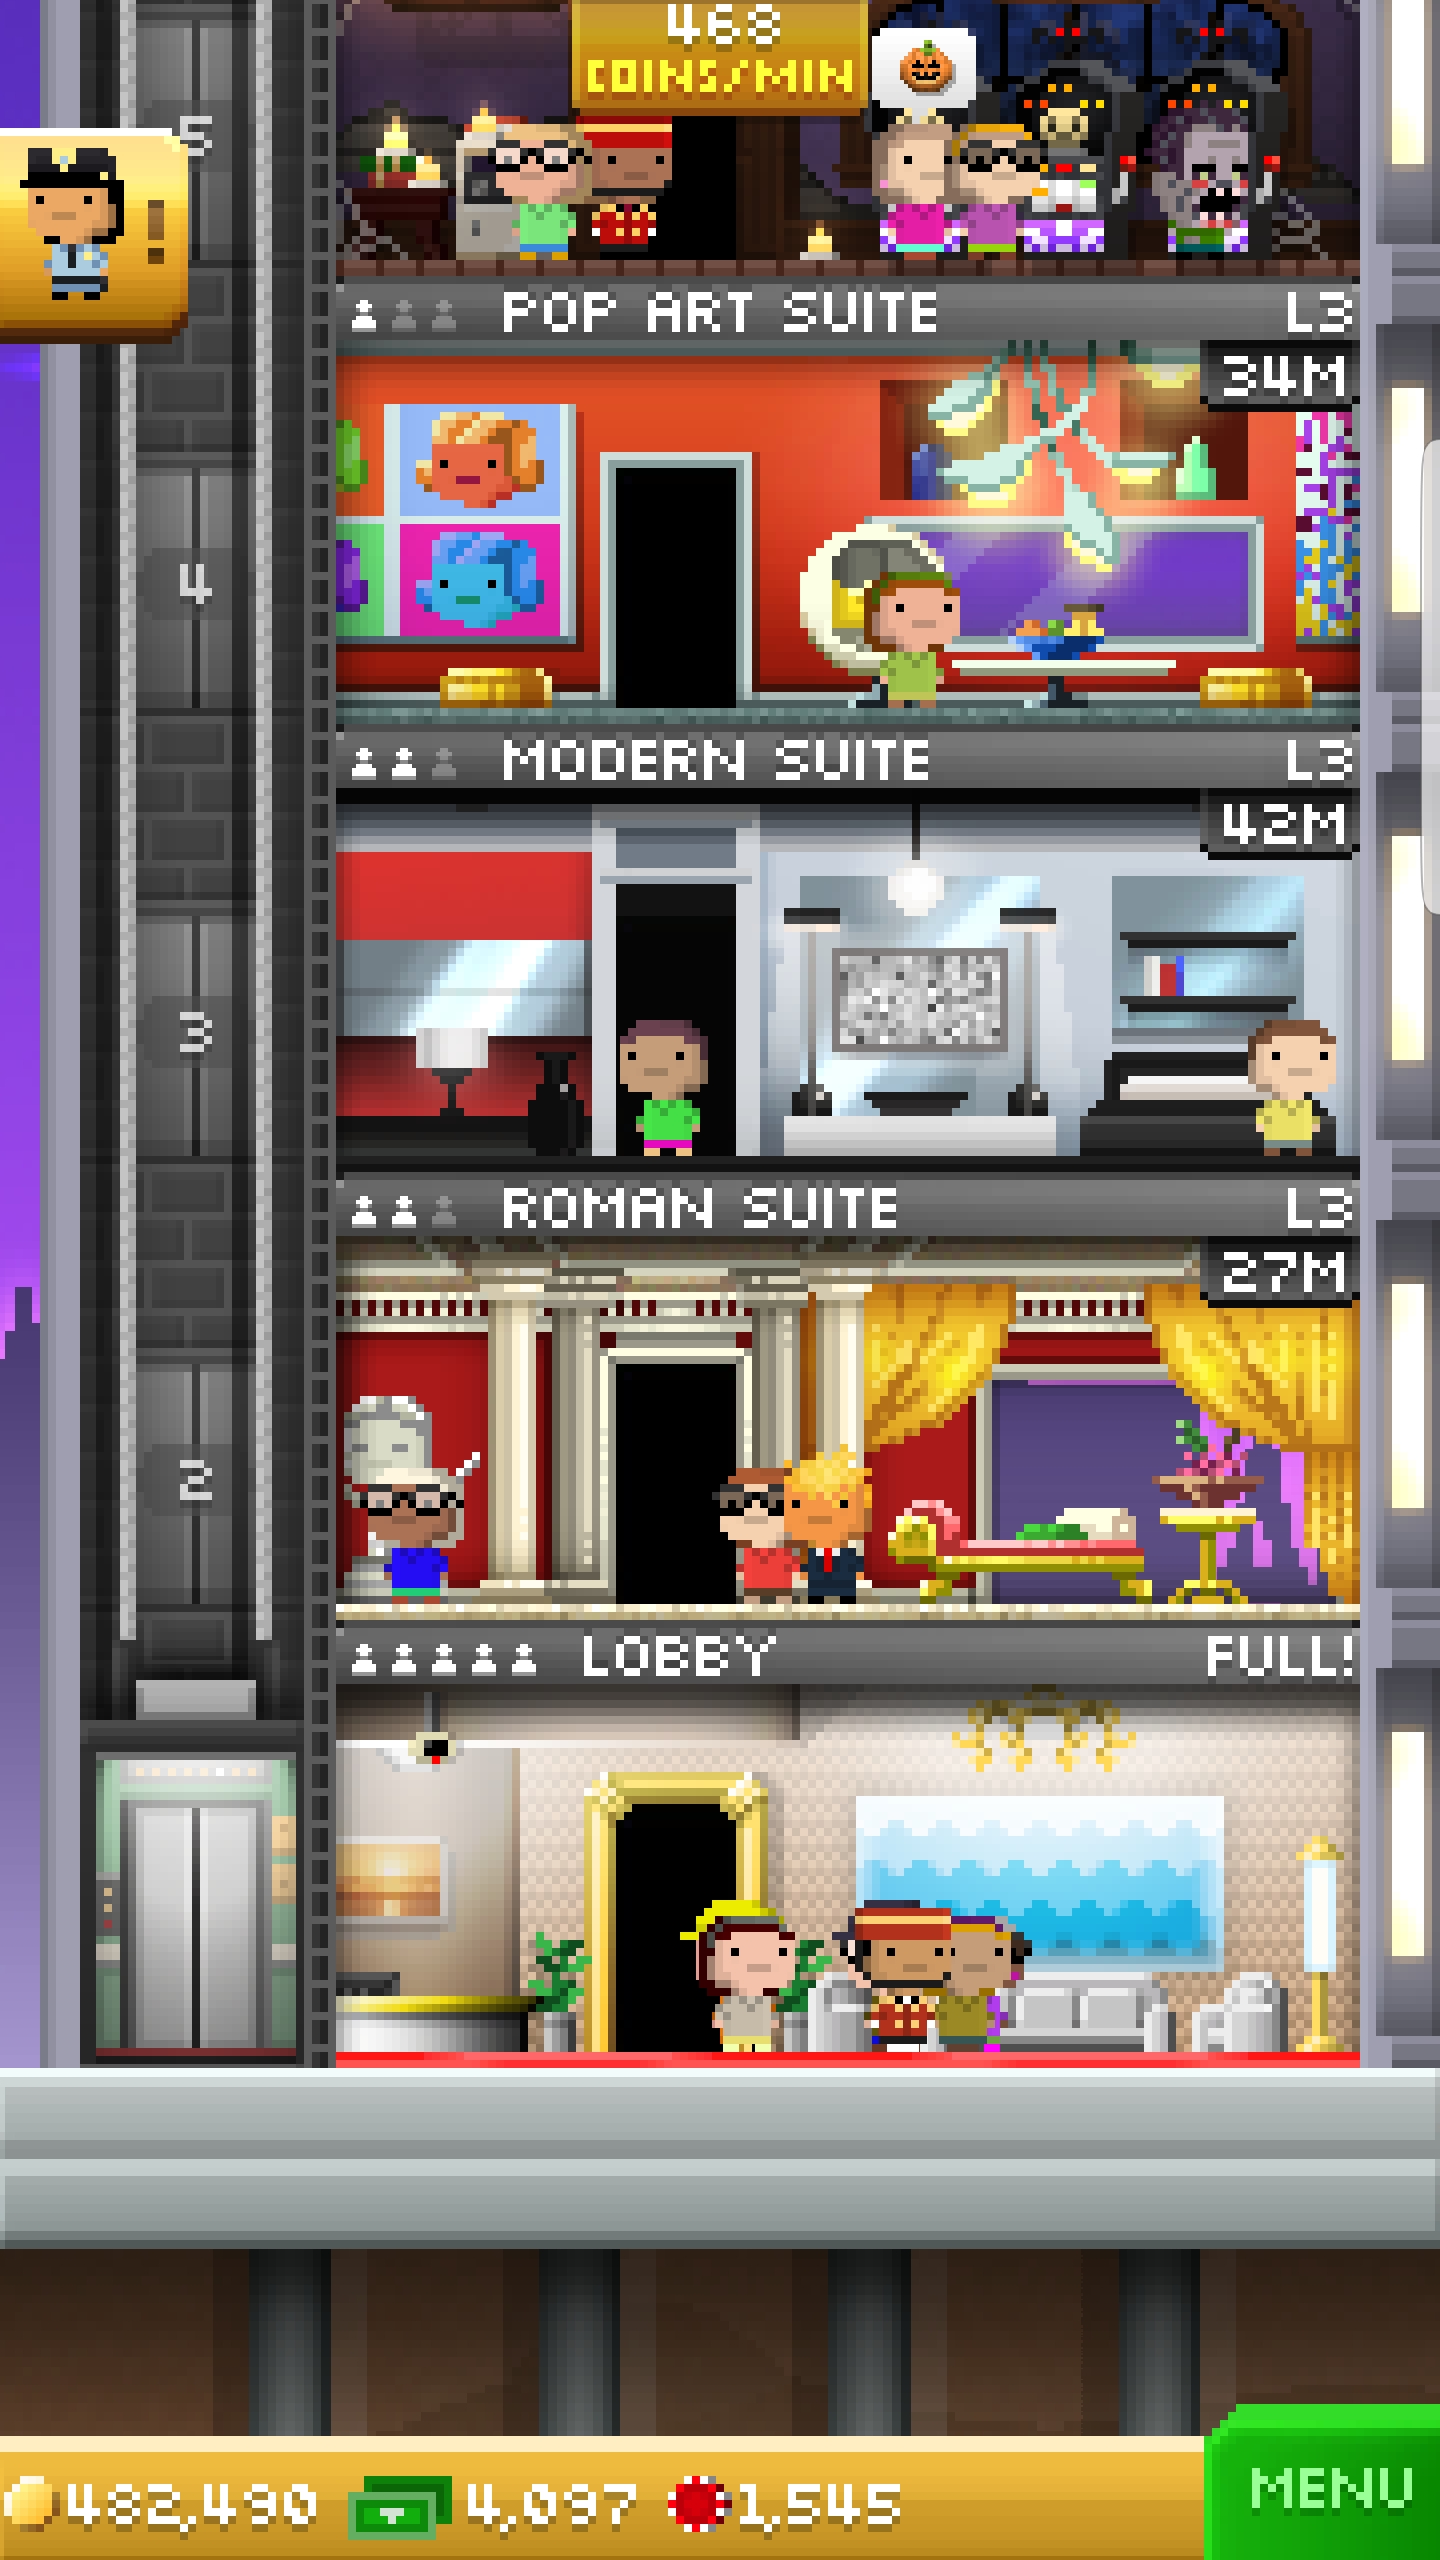 468
COINS/MIN
5
!
POP ART SUITE L3
34M
4
MODERN SUITE L3
42M
3
ROMAN SUITE L3
27M
2
LOBBY FULL!
482,490 4,097 1,545
MENU